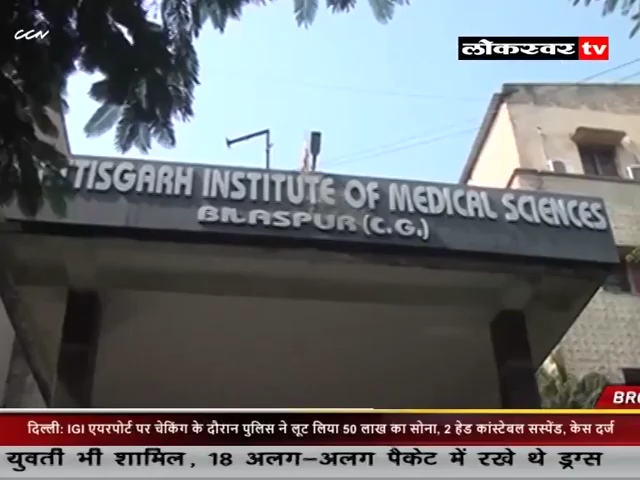 CCN
लोकस्वर tv
TISGARH INSTITUTE OF MEDICAL SCIENCES
BILASPUR (C.G.)
BR
दिल्ली: IGI एयरपोर्ट पर चेकिंग के दौरान पुलिस ने लूट लिया 50 लाख का सोना, 2 हेड कांस्टेबल सस्पेंड, केस दर्ज
युवती भी शामिल, 18 अलग-अलग पैकेट में रखे थे ड्रग्स